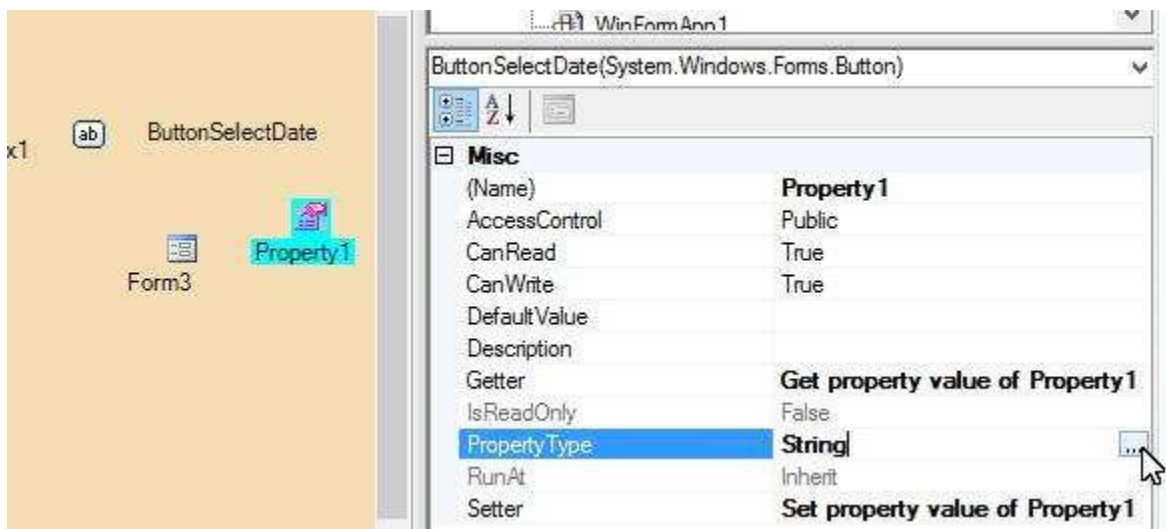 WinFormApp1
ButtonSelectDate(System.Windows.Forms.Button)
A
Z
x1
ab
ButtonSelectDate
Property1
Form3
Misc
(Name) Property1
AccessControl Public
CanRead True
CanWrite True
DefaultValue
Description
Getter Get property value of Property1
IsReadOnly False
PropertyType String ...
RunAt Inherit
Setter Set property value of Property1